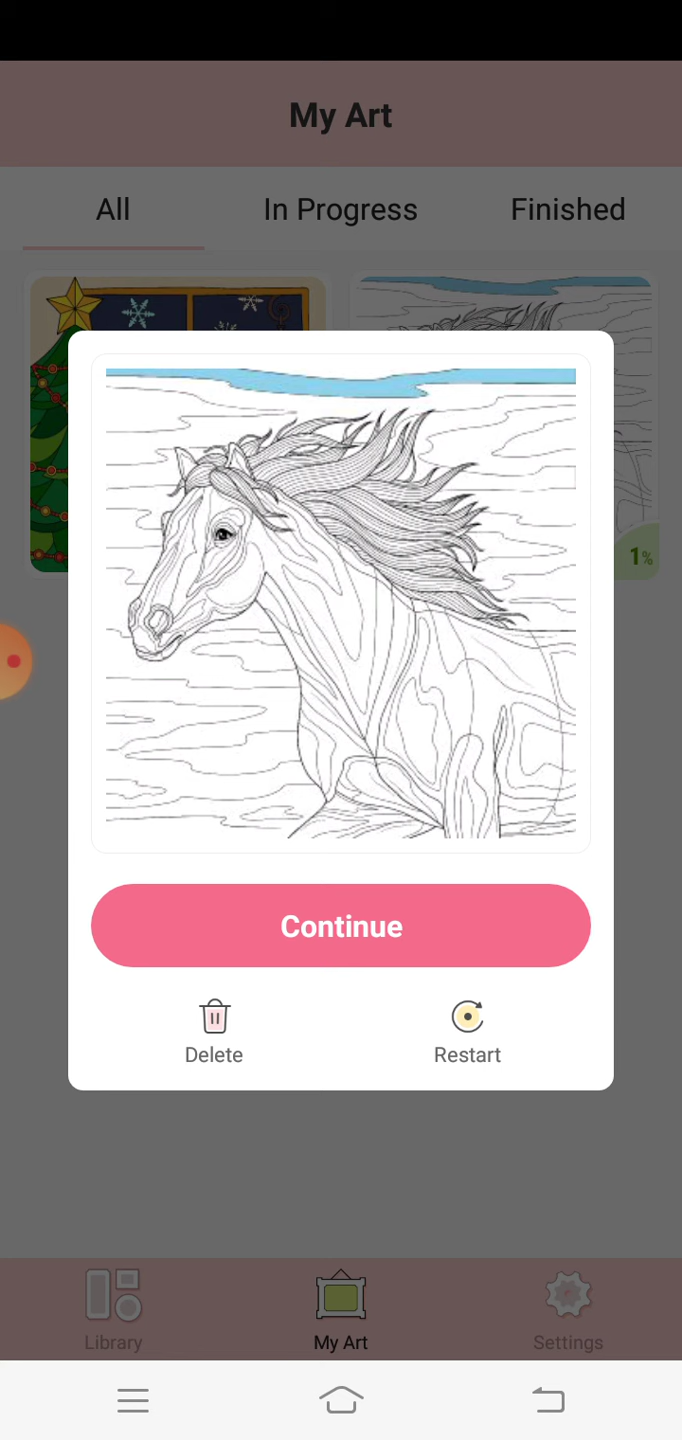 My Art
All In Progress Finished
1%
Continue
Delete Restart
Library My Art Settings